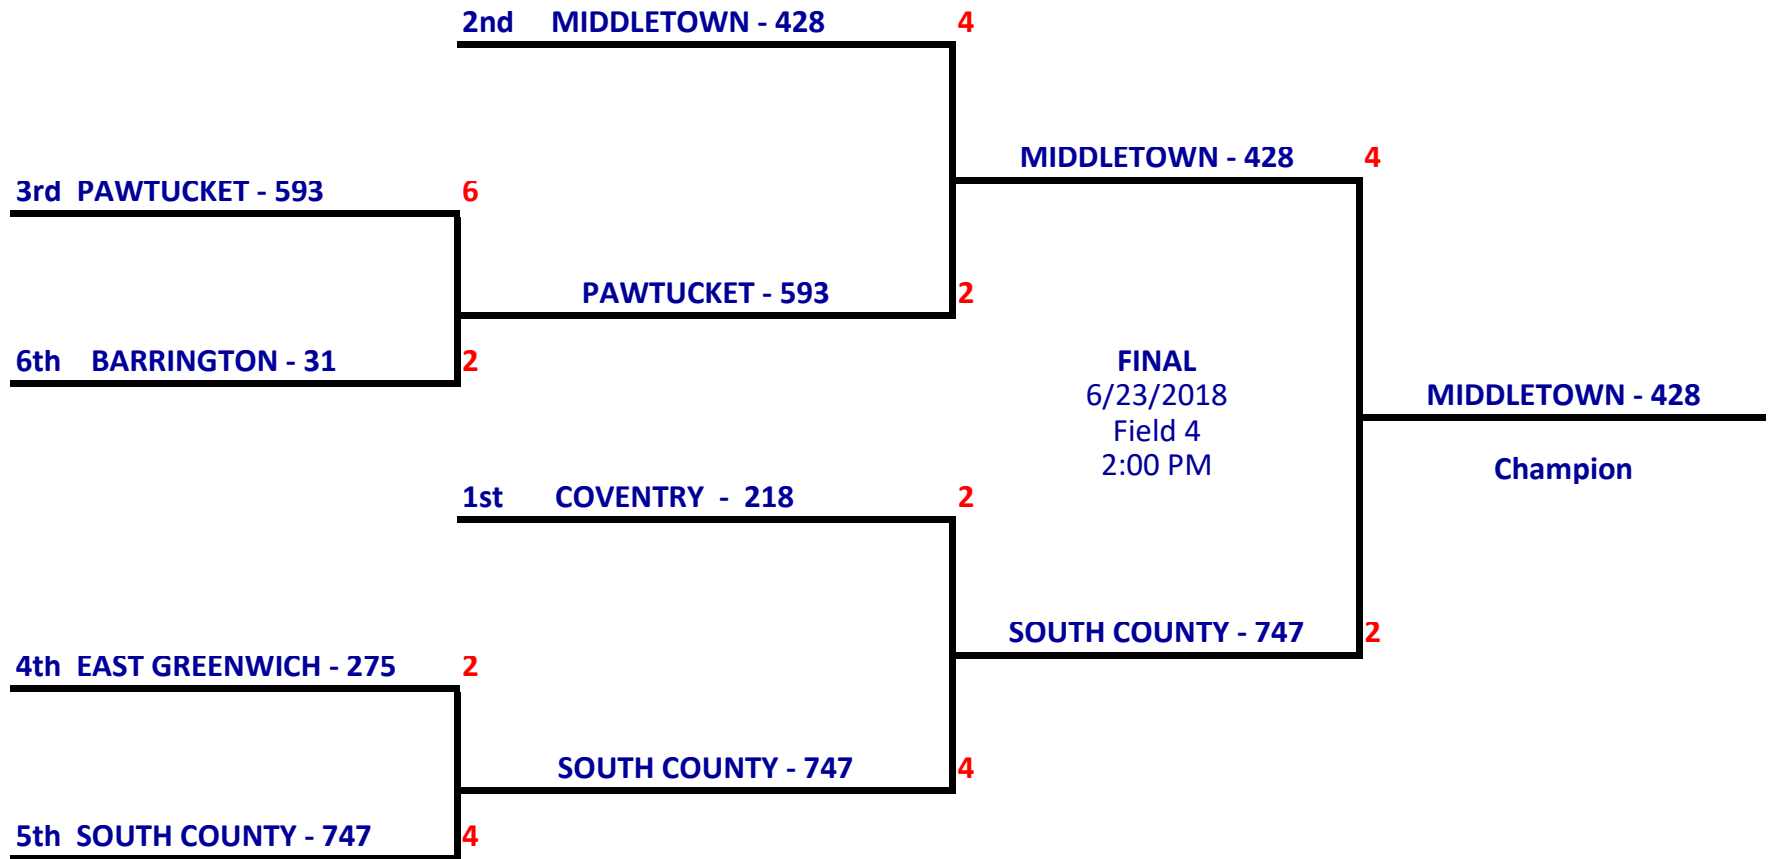 2nd MIDDLETOWN - 428 4
MIDDLETOWN - 428 4
3rd PAWTUCKET - 593 6
PAWTUCKET - 593 2
6th BARRINGTON - 31 2
FINAL
6/23/2018
Field 4
2:00 PM
MIDDLETOWN - 428
Champion
1st COVENTRY - 218 2
SOUTH COUNTY - 747 2
4th EAST GREENWICH - 275 2
SOUTH COUNTY - 747 4
5th SOUTH COUNTY - 747 4